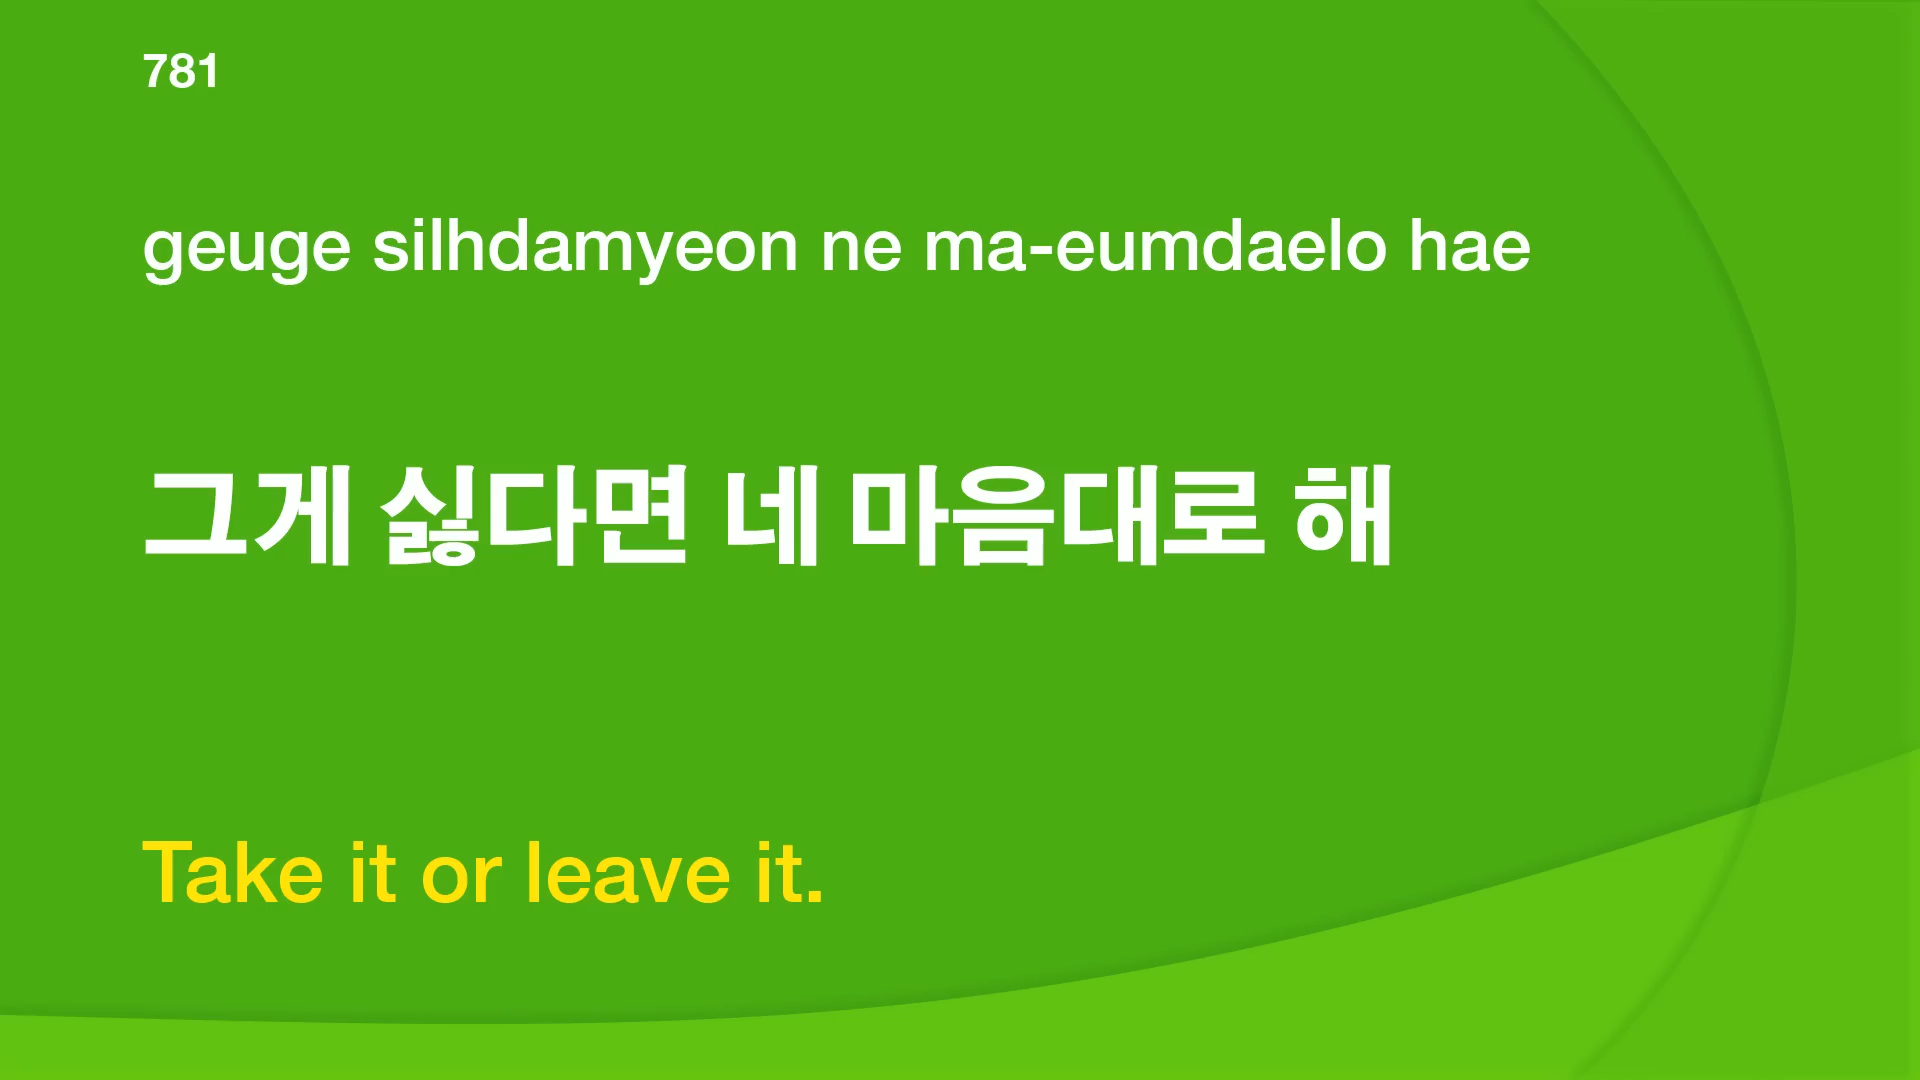 781
geuge silhdamyeon ne ma-eumdaelo hae
그게 싫다면 네 마음대로 해
Take it or leave it.